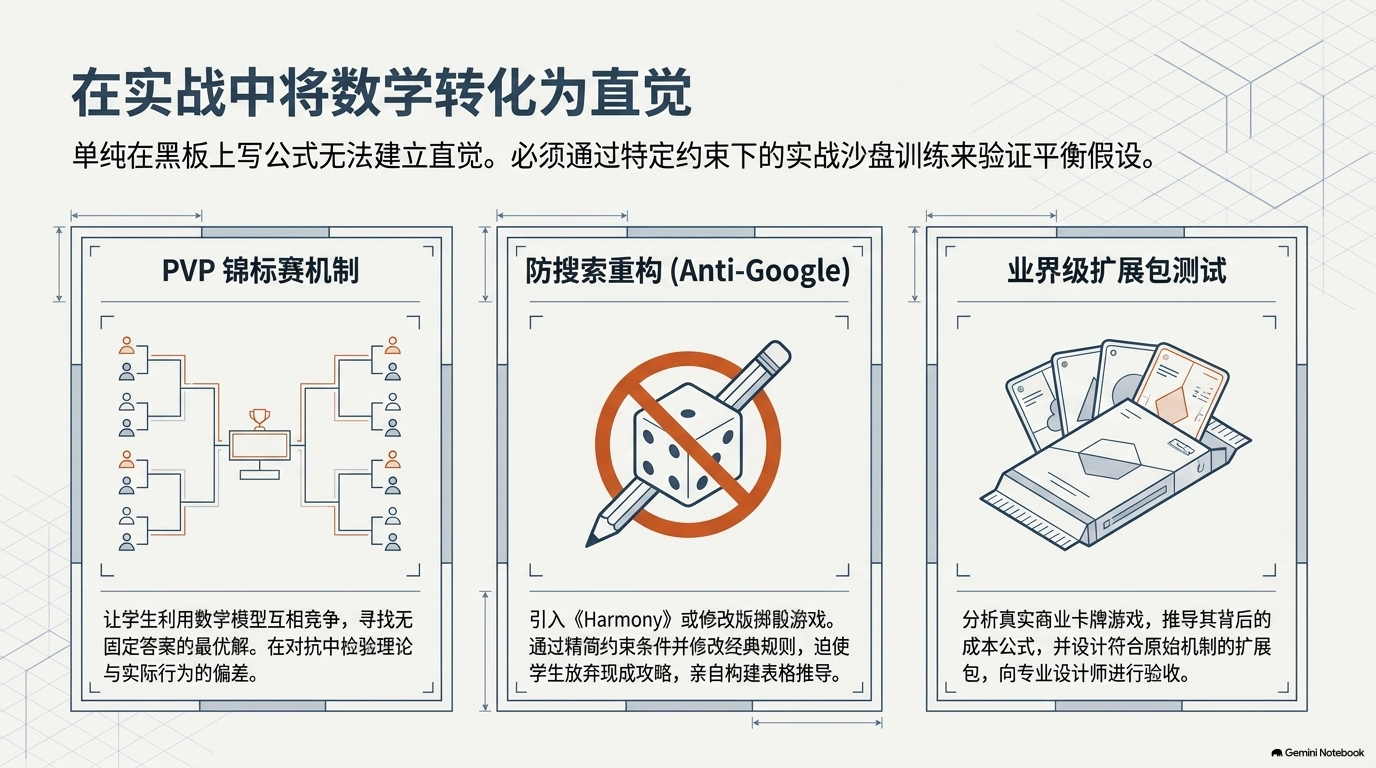 在实战中将数学转化为直觉
单纯在黑板上写公式无法建立直觉。必须通过特定约束下的实战沙盘训练来验证平衡假设。
PVP 锦标赛机制
让学生利用数学模型互相竞争，寻找无
固定答案的最优解。在对抗中检验理论
与实际行为的偏差。
防搜索重构 (Anti-Google)
引入《Harmony》或修改版掷骰游戏。
通过精简约束条件并修改经典规则，迫使
学生放弃现成攻略，亲自构建表格推导。
业界级扩展包测试
分析真实商业卡牌游戏，推导其背后的
成本公式，并设计符合原始机制的扩展
包，向专业设计师进行验收。
Gemini Notebook